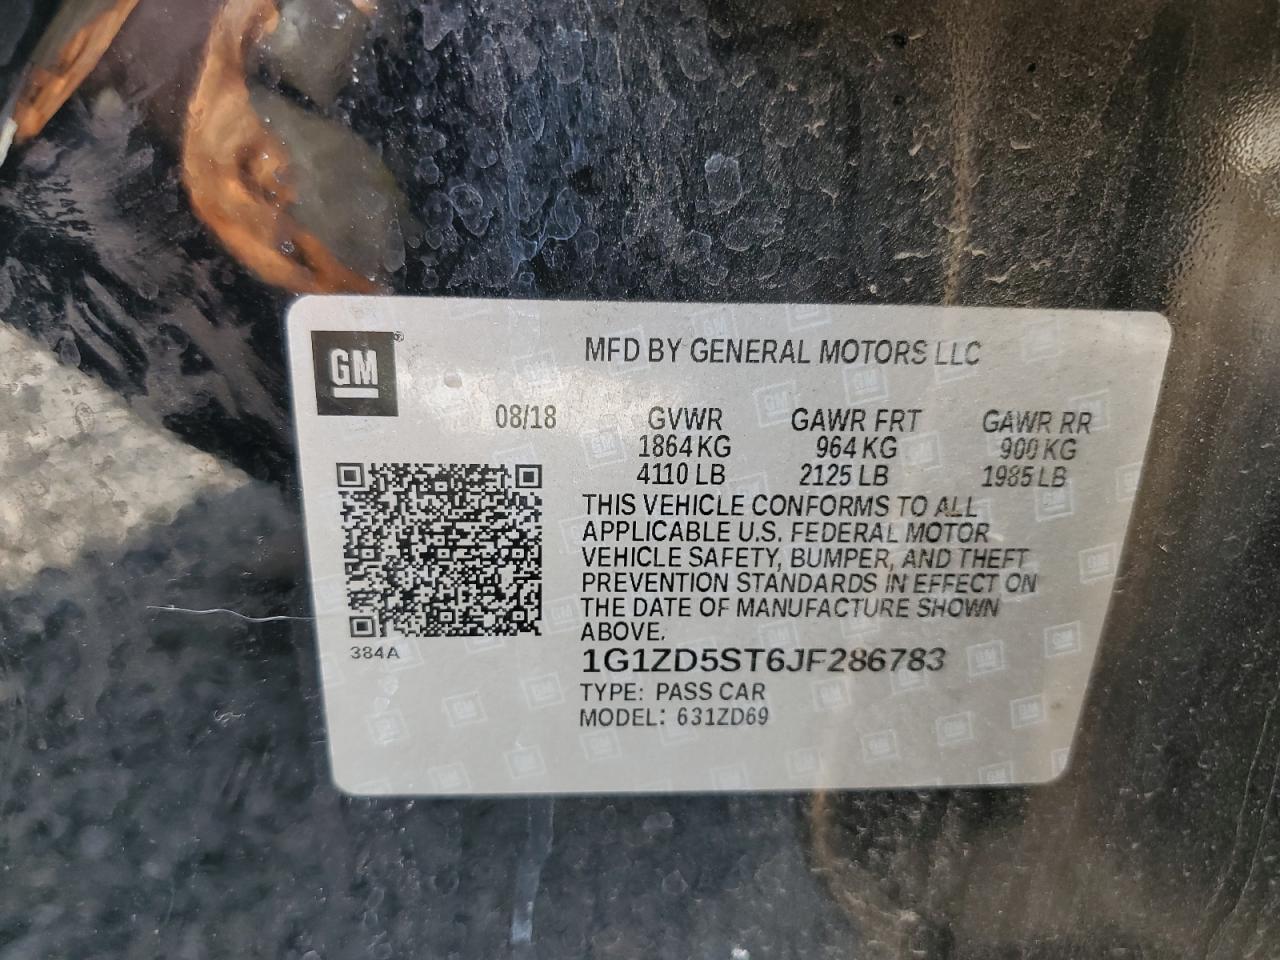 GM
MFD BY GENERAL MOTORS LLC
08/18 GVWR GAWR FRT GAWR RR
1864 KG 964 KG 900 KG
4110 LB 2125 LB 1985 LB
THIS VEHICLE CONFORMS TO ALL
APPLICABLE U.S. FEDERAL MOTOR
VEHICLE SAFETY, BUMPER, AND THEFT
PREVENTION STANDARDS IN EFFECT ON
THE DATE OF MANUFACTURE SHOWN
ABOVE.
384A
1G1ZD5ST6JF286783
TYPE: PASS CAR
MODEL: 631ZD69